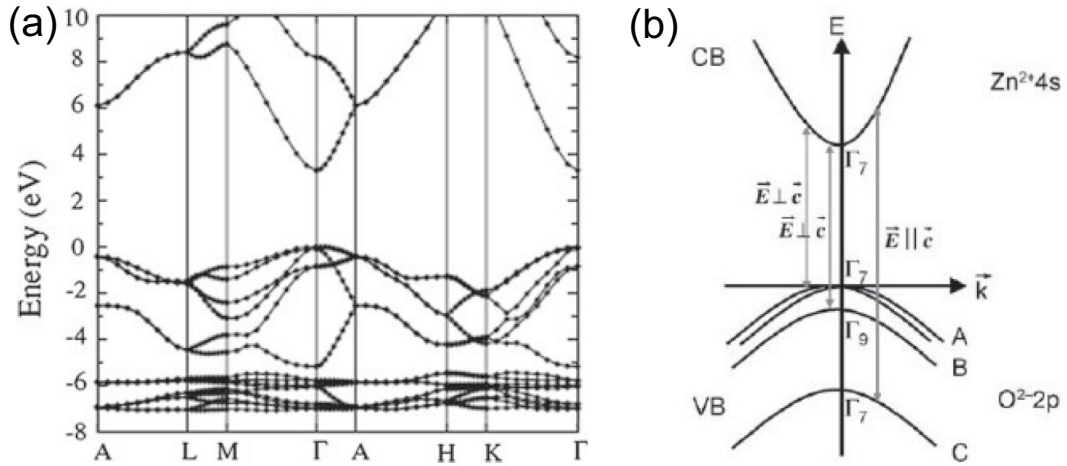 (a)
10
8
6
4
2
0
-2
-4
-6
-8
Energy (eV)
A L M Γ A H K Γ
(b)
E
CB
Zn²⁺4s
Γ₇
E⃗ ⊥ c⃗
E⃗ ⊥ c⃗
E⃗ || c⃗
Γ₇
k⃗
A
Γ₉
B
VB
O²⁻2p
Γ₇
C